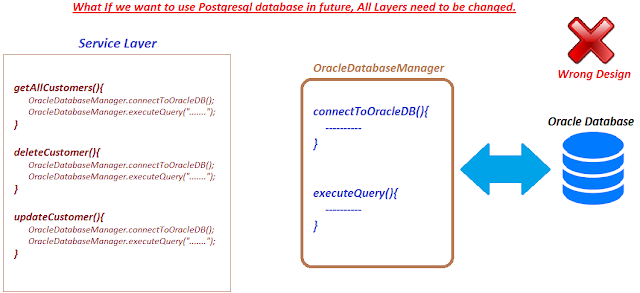 What If we want to use Postgresql database in future, All Layers need to be changed.
Service Layer
getAllCustomers(){
OracleDatabaseManager.connectToOracleDB();
OracleDatabaseManager.executeQuery(".......");
}
deleteCustomer(){
OracleDatabaseManager.connectToOracleDB();
OracleDatabaseManager.executeQuery(".......");
}
updateCustomer(){
OracleDatabaseManager.connectToOracleDB();
OracleDatabaseManager.executeQuery(".......");
}
OracleDatabaseManager
connectToOracleDB(){
----------
}
executeQuery(){
----------
}
Wrong Design
Oracle Database